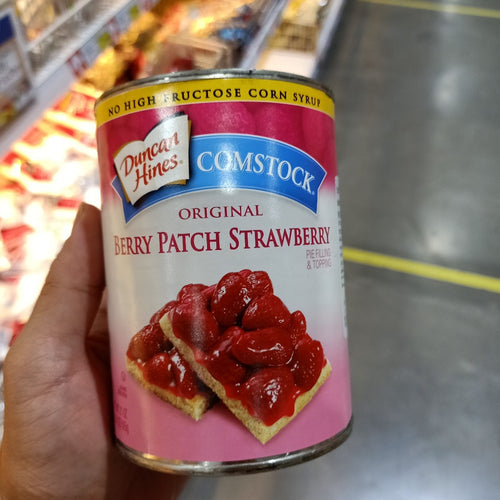 NO HIGH FRUCTOSE CORN SYRUP
Duncan
Hines®
COMSTOCK®
ORIGINAL
BERRY PATCH STRAWBERRY
PIE FILLING
& TOPPING